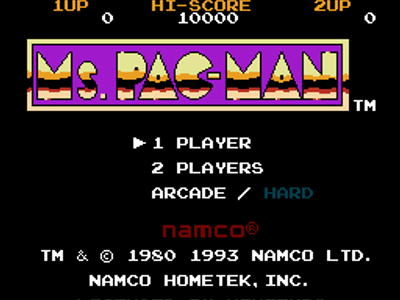 1UP HI-SCORE 2UP
0 10000 0
Ms. PAC-MAN TM
1 PLAYER
2 PLAYERS
ARCADE / HARD
namco®
TM & © 1980 1993 NAMCO LTD.
NAMCO HOMETEK, INC.